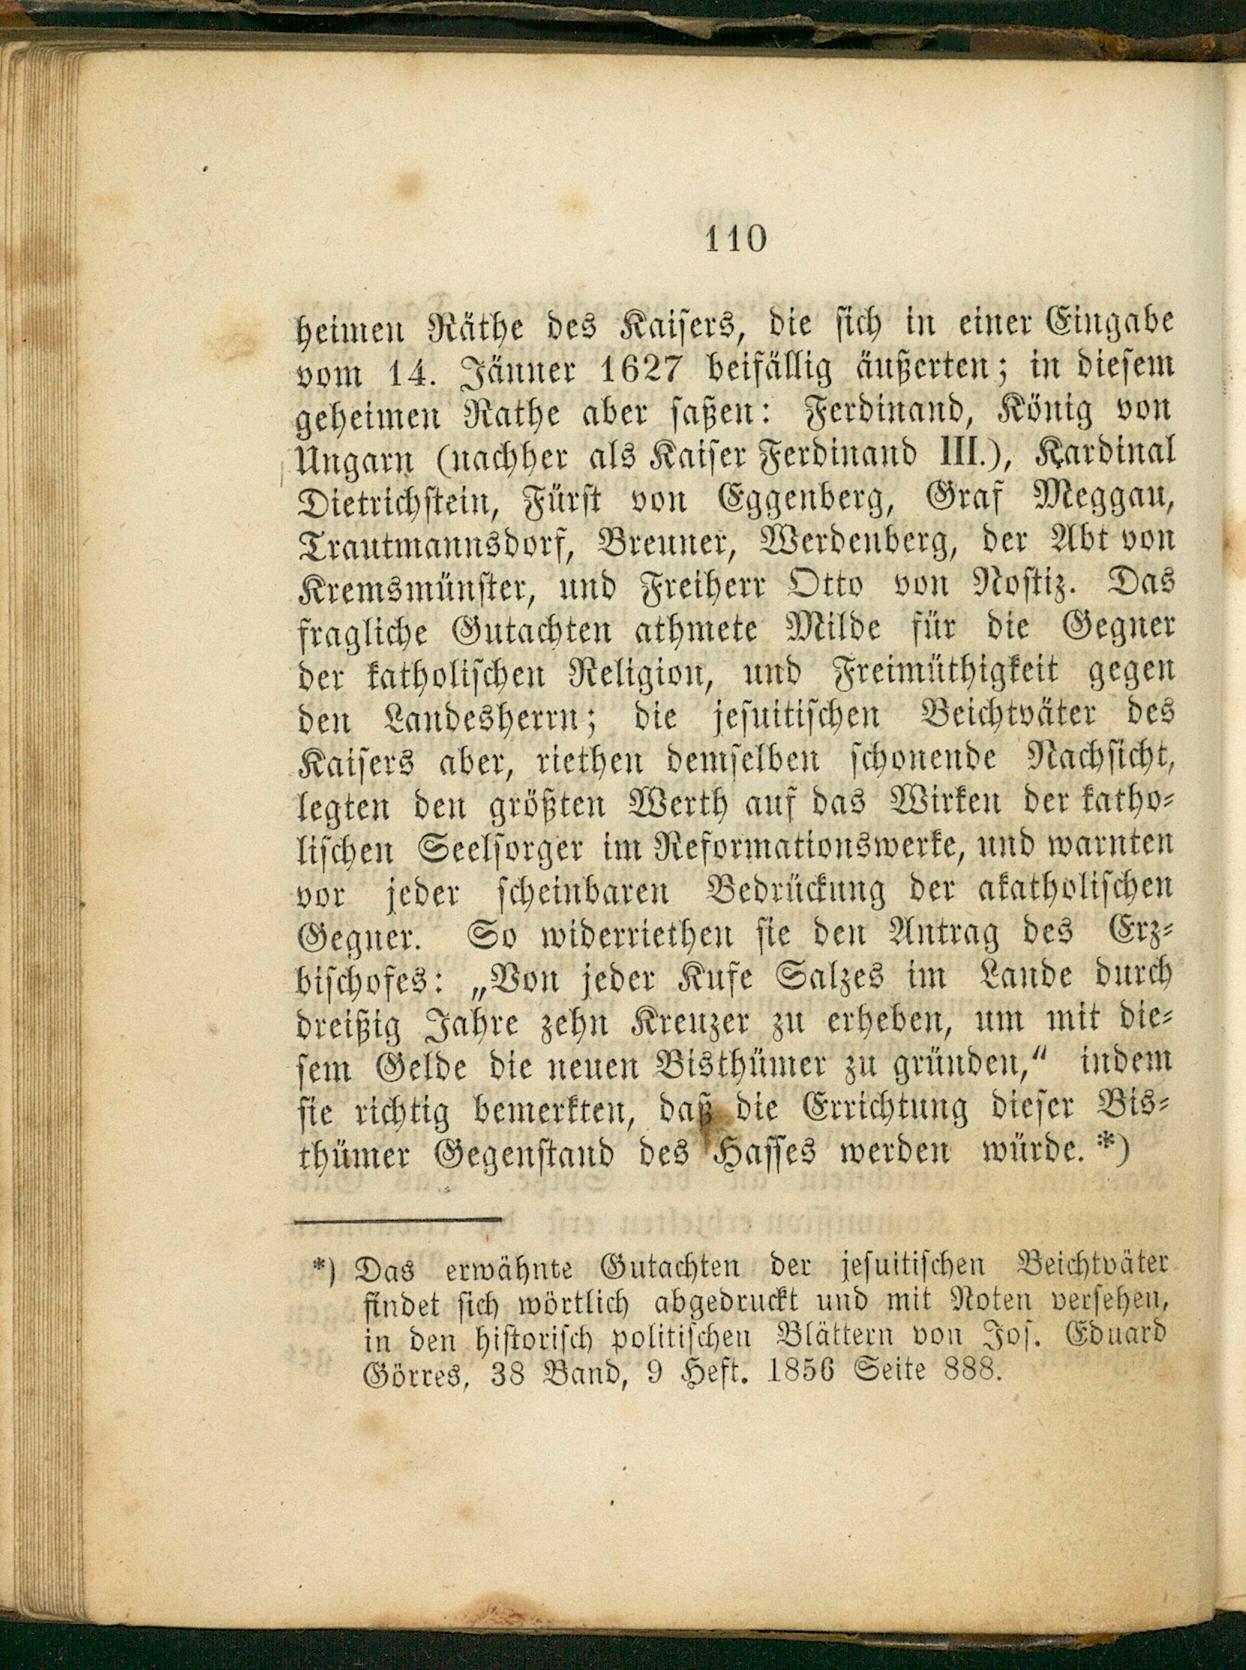 110
heimen Räthe des Kaisers, die sich in einer Eingabe
vom 14. Jänner 1627 beifällig äußerten; in diesem
geheimen Rathe aber saßen: Ferdinand, König von
Ungarn (nachher als Kaiser Ferdinand III.), Kardinal
Dietrichstein, Fürst von Eggenberg, Graf Meggau,
Trautmannsdorf, Breuner, Werdenberg, der Abt von
Kremsmünster, und Freiherr Otto von Nostiz. Das
fragliche Gutachten athmete Milde für die Gegner
der katholischen Religion, und Freimüthigkeit gegen
den Landesherrn; die jesuitischen Beichtväter des
Kaisers aber, riethen demselben schonende Nachsicht,
legten den größten Werth auf das Wirken der katho-
lischen Seelsorger im Reformationswerke, und warnten
vor jeder scheinbaren Bedrückung der akatholischen
Gegner. So widerriethen sie den Antrag des Erz-
bischofes: „Von jeder Kufe Salzes im Lande durch
dreißig Jahre zehn Kreuzer zu erheben, um mit die-
sem Gelde die neuen Bisthümer zu gründen,“ indem
sie richtig bemerkten, daß die Errichtung dieser Bis-
thümer Gegenstand des Hasses werden würde. *)
*) Das erwähnte Gutachten der jesuitischen Beichtväter
findet sich wörtlich abgedruckt und mit Noten versehen,
in den historisch politischen Blättern von Jos. Eduard
Görres, 38 Band, 9 Heft. 1856 Seite 888.